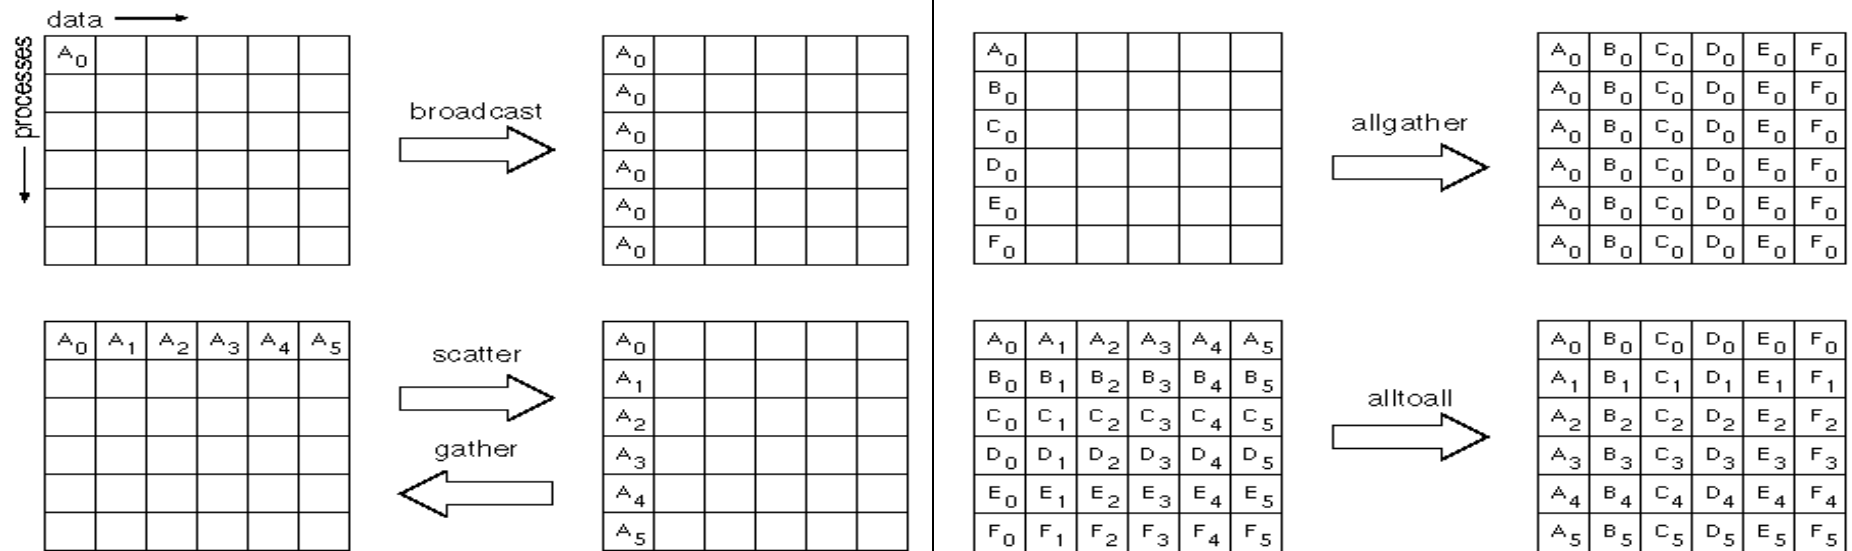 data
processes
A0
broadcast
A0
A0
A0
A0
A0
A0
A0 A1 A2 A3 A4 A5
scatter
gather
A0
A1
A2
A3
A4
A5
A0
B0
C0
D0
E0
F0
allgather
A0 B0 C0 D0 E0 F0
A0 B0 C0 D0 E0 F0
A0 B0 C0 D0 E0 F0
A0 B0 C0 D0 E0 F0
A0 B0 C0 D0 E0 F0
A0 B0 C0 D0 E0 F0
A0 A1 A2 A3 A4 A5
B0 B1 B2 B3 B4 B5
C0 C1 C2 C3 C4 C5
D0 D1 D2 D3 D4 D5
E0 E1 E2 E3 E4 E5
F0 F1 F2 F3 F4 F5
alltoall
A0 B0 C0 D0 E0 F0
A1 B1 C1 D1 E1 F1
A2 B2 C2 D2 E2 F2
A3 B3 C3 D3 E3 F3
A4 B4 C4 D4 E4 F4
A5 B5 C5 D5 E5 F5